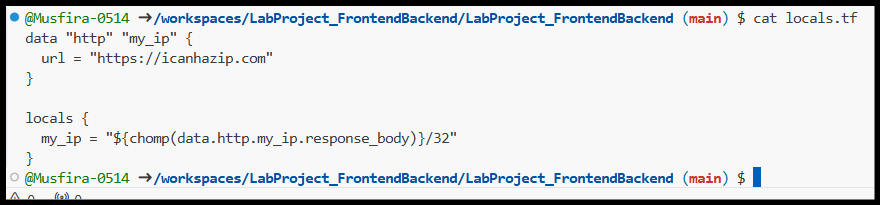 @Musfira-0514 ➜/workspaces/LabProject_FrontendBackend/LabProject_FrontendBackend (main) $ cat locals.tf
data "http" "my_ip" {
  url = "https://icanhazip.com"
}

locals {
  my_ip = "${chomp(data.http.my_ip.response_body)}/32"
}
@Musfira-0514 ➜/workspaces/LabProject_FrontendBackend/LabProject_FrontendBackend (main) $